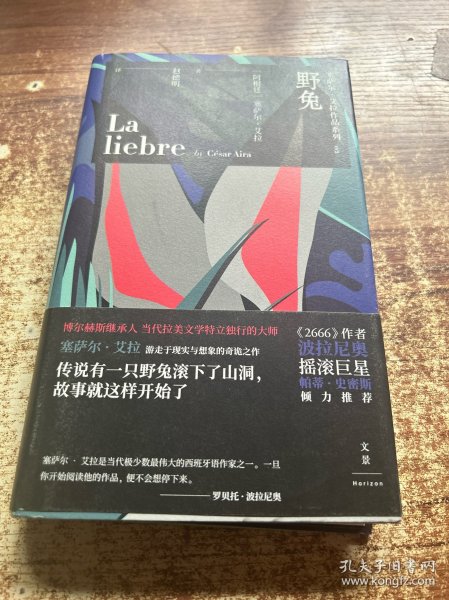 塞萨尔·艾拉作品系列 03
野兔
阿根廷
塞萨尔·艾拉
著
赵德明
译
La
liebre
by César Aira
博尔赫斯继承人 当代拉美文学特立独行的大师
塞萨尔·艾拉 游走于现实与想象的奇诡之作
传说有一只野兔滚下了山洞，
故事就这样开始了
塞萨尔·艾拉是当代极少数最伟大的西班牙语作家之一。一旦
你开始阅读他的作品，便不会想停下来。
——罗贝托·波拉尼奥
《2666》作者
波拉尼奥
摇滚巨星
帕蒂·史密斯
倾力推荐
文
景
Horizon
孔夫子旧书网
www.kongfz.com